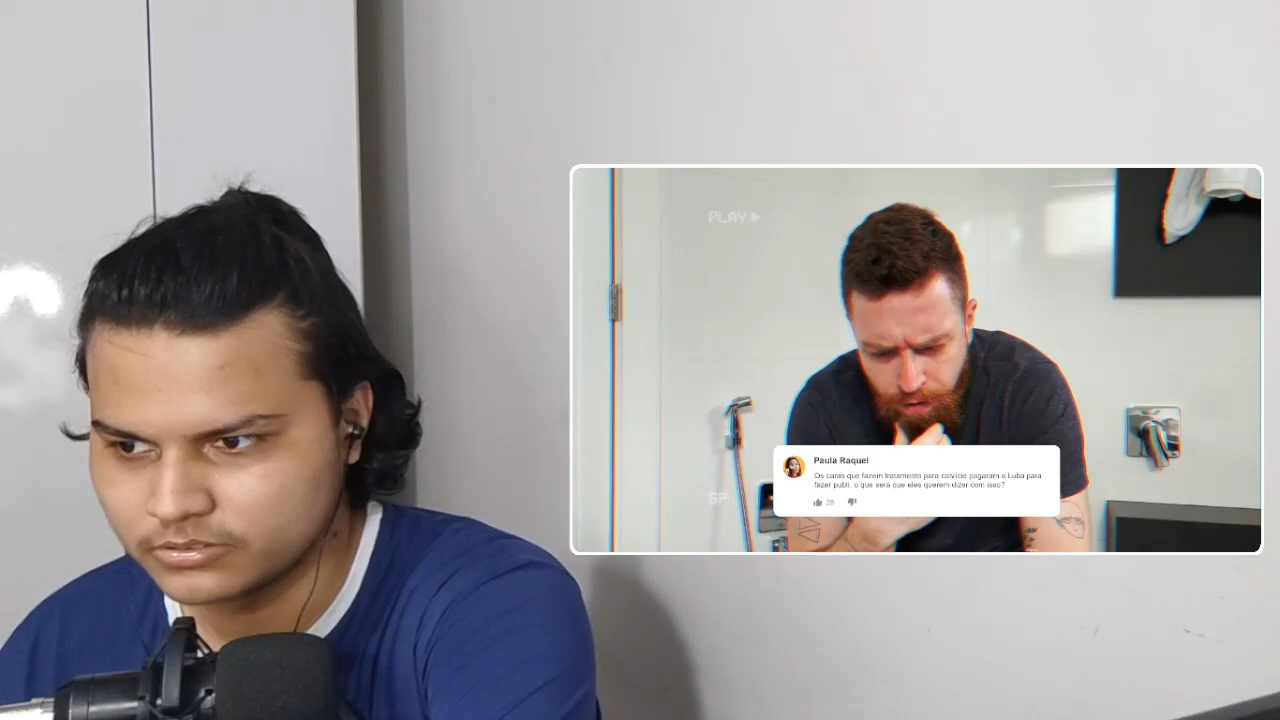 PLAY
Paula Raquel
Os caras que fazem tratamento para calvície pagaram o Luba para
fazer publi. o que será que eles querem dizer com isso?
26
SP